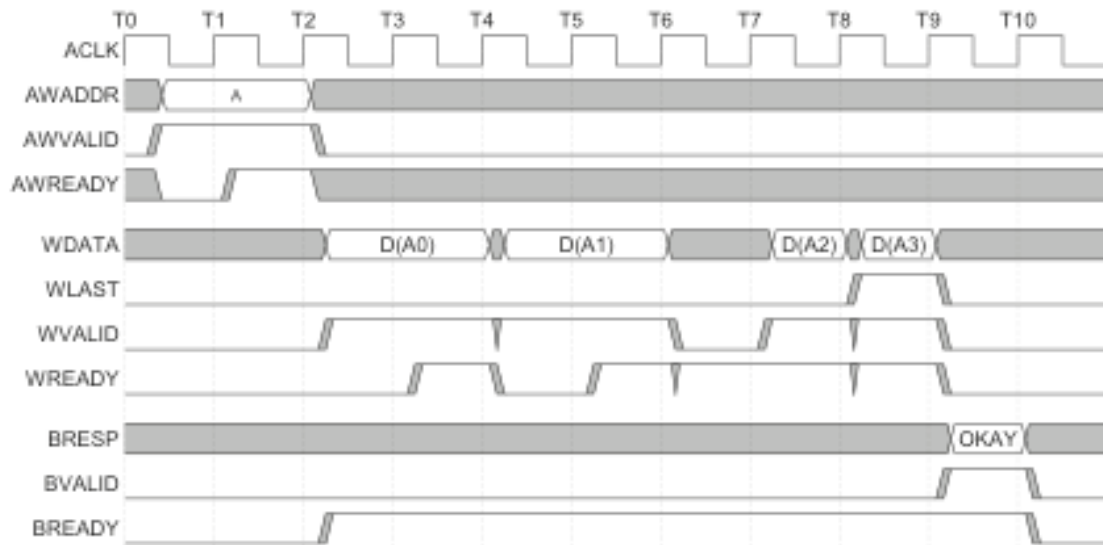 T0 T1 T2 T3 T4 T5 T6 T7 T8 T9 T10
ACLK
AWADDR A
AWVALID
AWREADY
WDATA D(A0) D(A1) D(A2) D(A3)
WLAST
WVALID
WREADY
BRESP OKAY
BVALID
BREADY